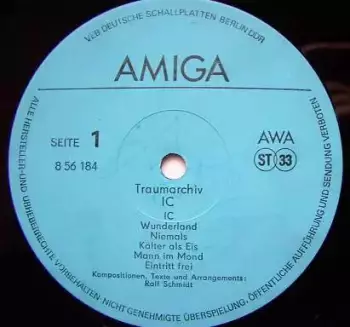 VEB DEUTSCHE SCHALLPLATTEN BERLIN DDR
AMIGA
SEITE 1
8 56 184
AWA
ST 33
Traumarchiv
IC
IC
Wunderland
Niemals
Kälter als Eis
Mann im Mond
Eintritt frei
Kompositionen, Texte und Arrangements:
Ralf Schmidt
ALLE HERSTELLER-UND URHEBERRECHTE VORBEHALTEN · NICHT GENEHMIGTE ÜBERSPIELUNG, ÖFFENTLICHE AUFFÜHRUNG UND SENDUNG VERBOTEN